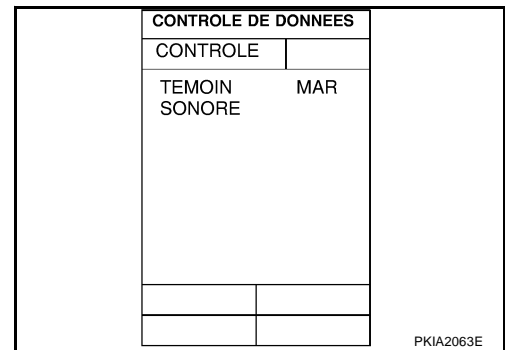 CONTROLE DE DONNEES
CONTROLE
TEMOIN MAR
SONORE
PKIA2063E